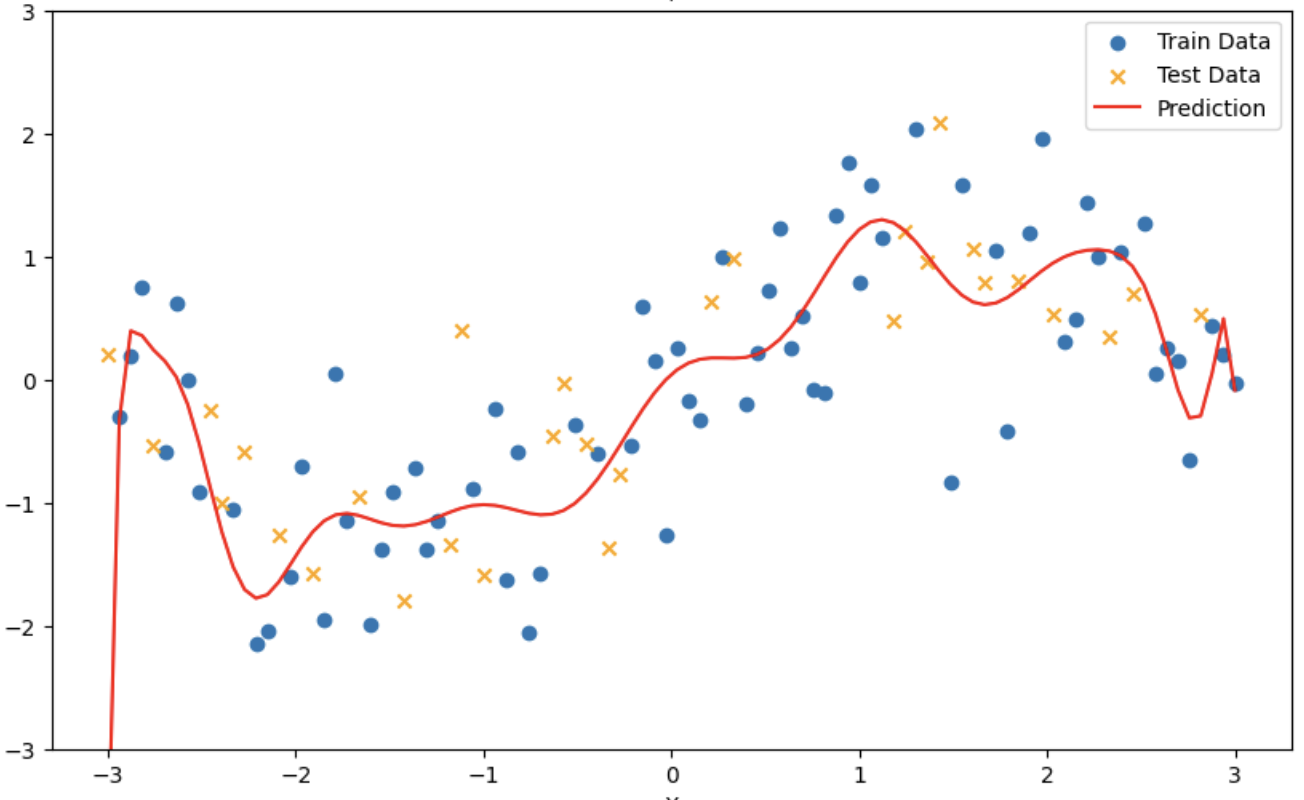 3
2
1
0
−1
−2
−3
Train Data
Test Data
Prediction
−3 −2 −1 0 1 2 3